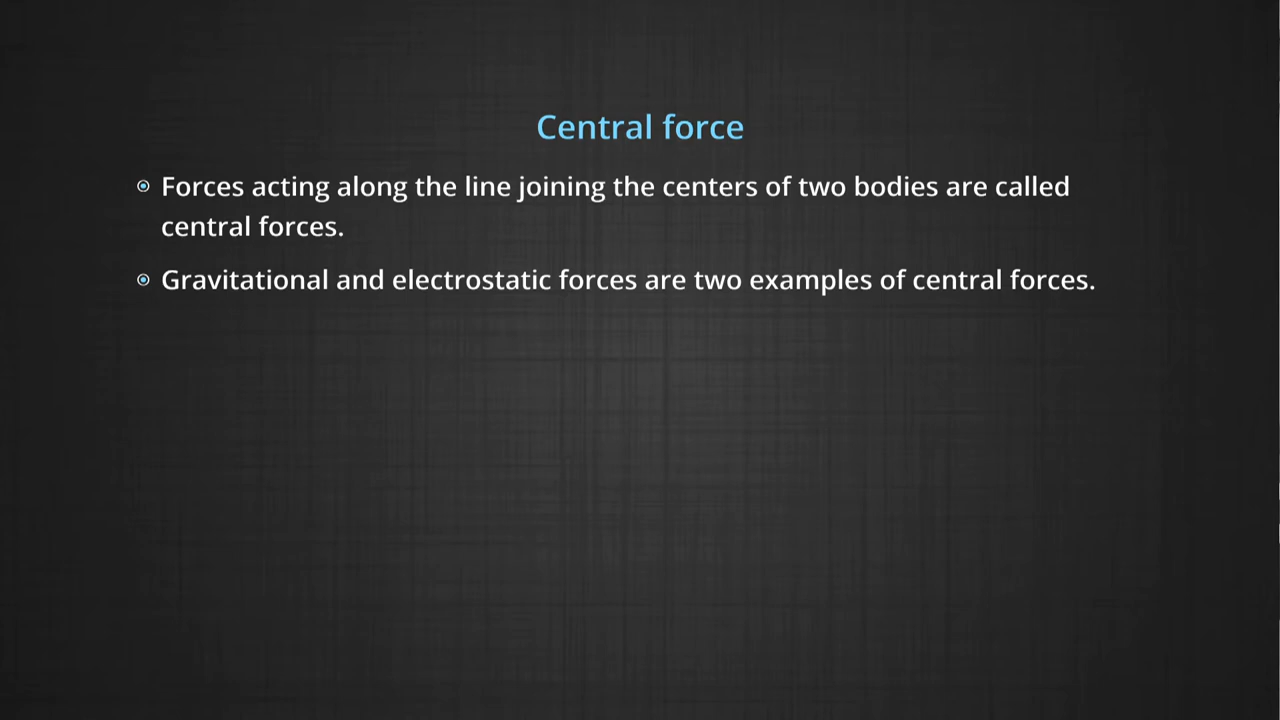 Central force
Forces acting along the line joining the centers of two bodies are called
central forces.
Gravitational and electrostatic forces are two examples of central forces.